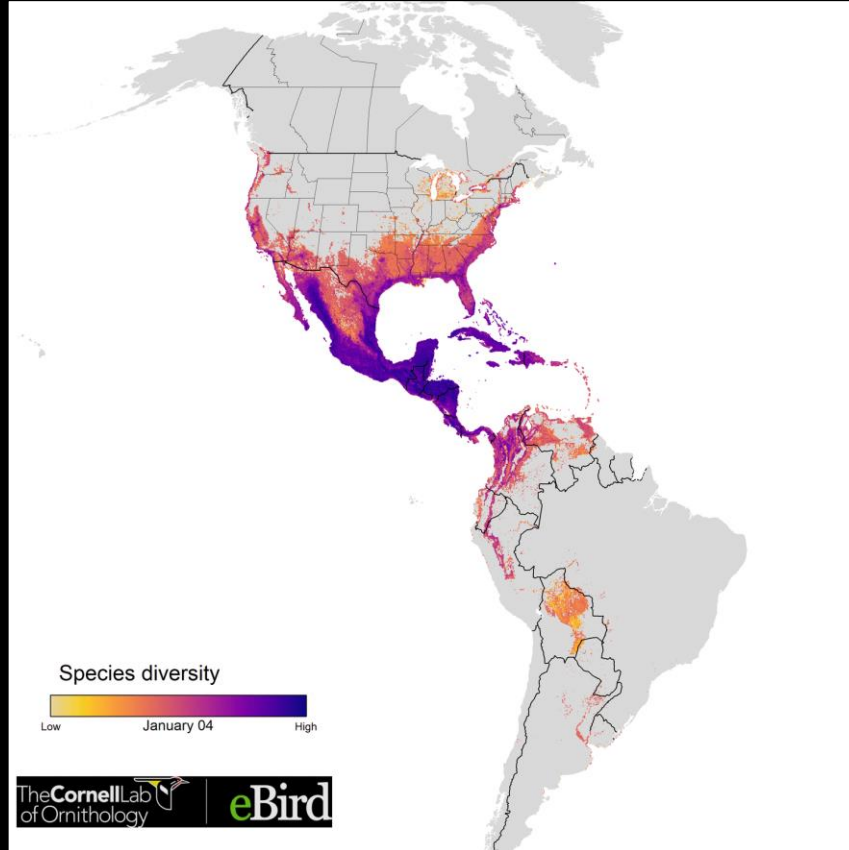 Species diversity
Low January 04 High
TheCornellLab
of Ornithology
eBird